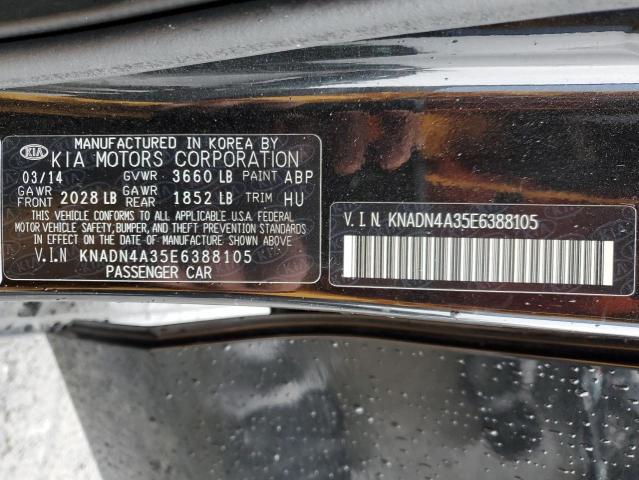 MANUFACTURED IN KOREA BY
KIA KIA MOTORS CORPORATION
03/14 GVWR 3660 LB PAINT ABP
GAWR FRONT 2028 LB GAWR REAR 1852 LB TRIM HU
THIS VEHICLE CONFORMS TO ALL APPLICABLE U.S.A. FEDERAL
MOTOR VEHICLE SAFETY, BUMPER, AND THEFT PREVENTION STANDARDS
IN EFFECT ON THE DATE OF MANUFACTURE SHOWN ABOVE.
V.I.N KNADN4A35E6388105
PASSENGER CAR
V.I.N KNADN4A35E6388105